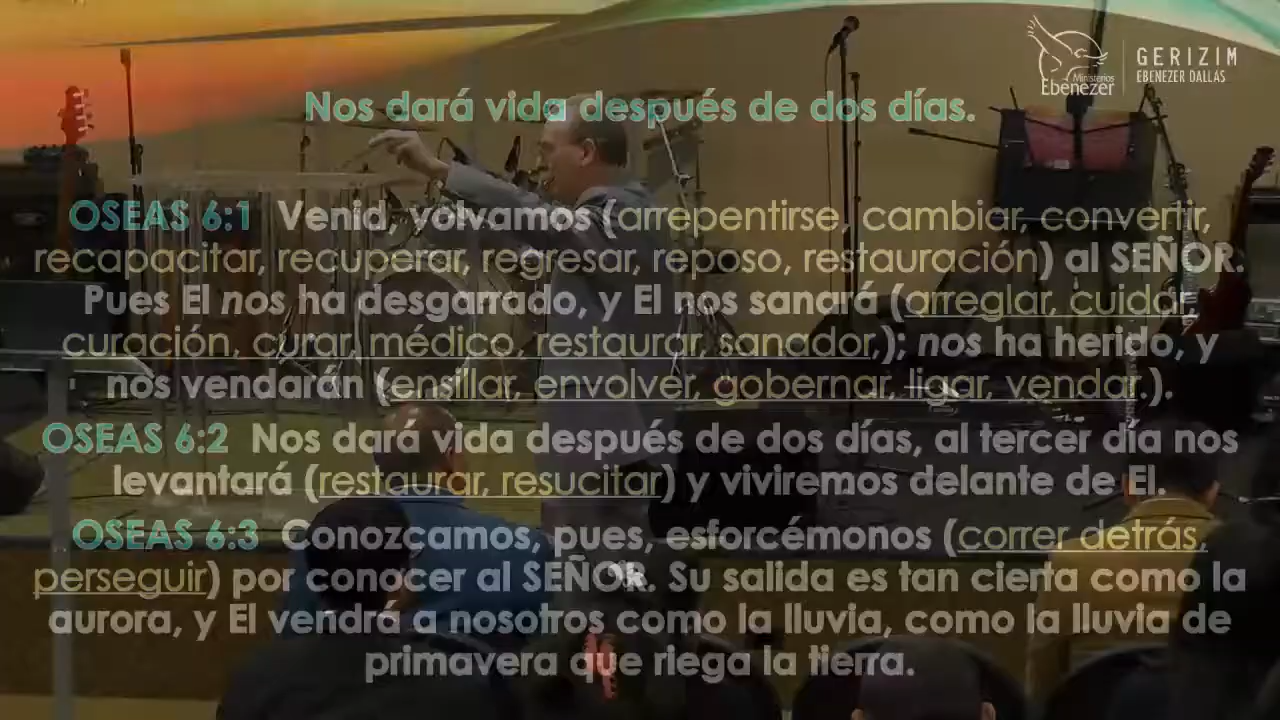 Ministerios
Ebenezer
GERIZIM
EBENEZER DALLAS
Nos dará vida después de dos días.
OSEAS 6:1 Venid, volvamos (arrepentirse, cambiar, convertir,
recapacitar, recuperar, regresar, reposo, restauración) al SEÑOR.
Pues El nos ha desgarrado, y El nos sanará (arreglar, cuidar,
curación, curar, médico, restaurar, sanador,); nos ha herido, y
nos vendarán (ensillar, envolver, gobernar, ligar, vendar.).
OSEAS 6:2 Nos dará vida después de dos días, al tercer día nos
levantará (restaurar, resucitar) y viviremos delante de El.
OSEAS 6:3 Conozcamos, pues, esforcémonos (correr detrás,
perseguir) por conocer al SEÑOR. Su salida es tan cierta como la
aurora, y El vendrá a nosotros como la lluvia, como la lluvia de
primavera que riega la tierra.